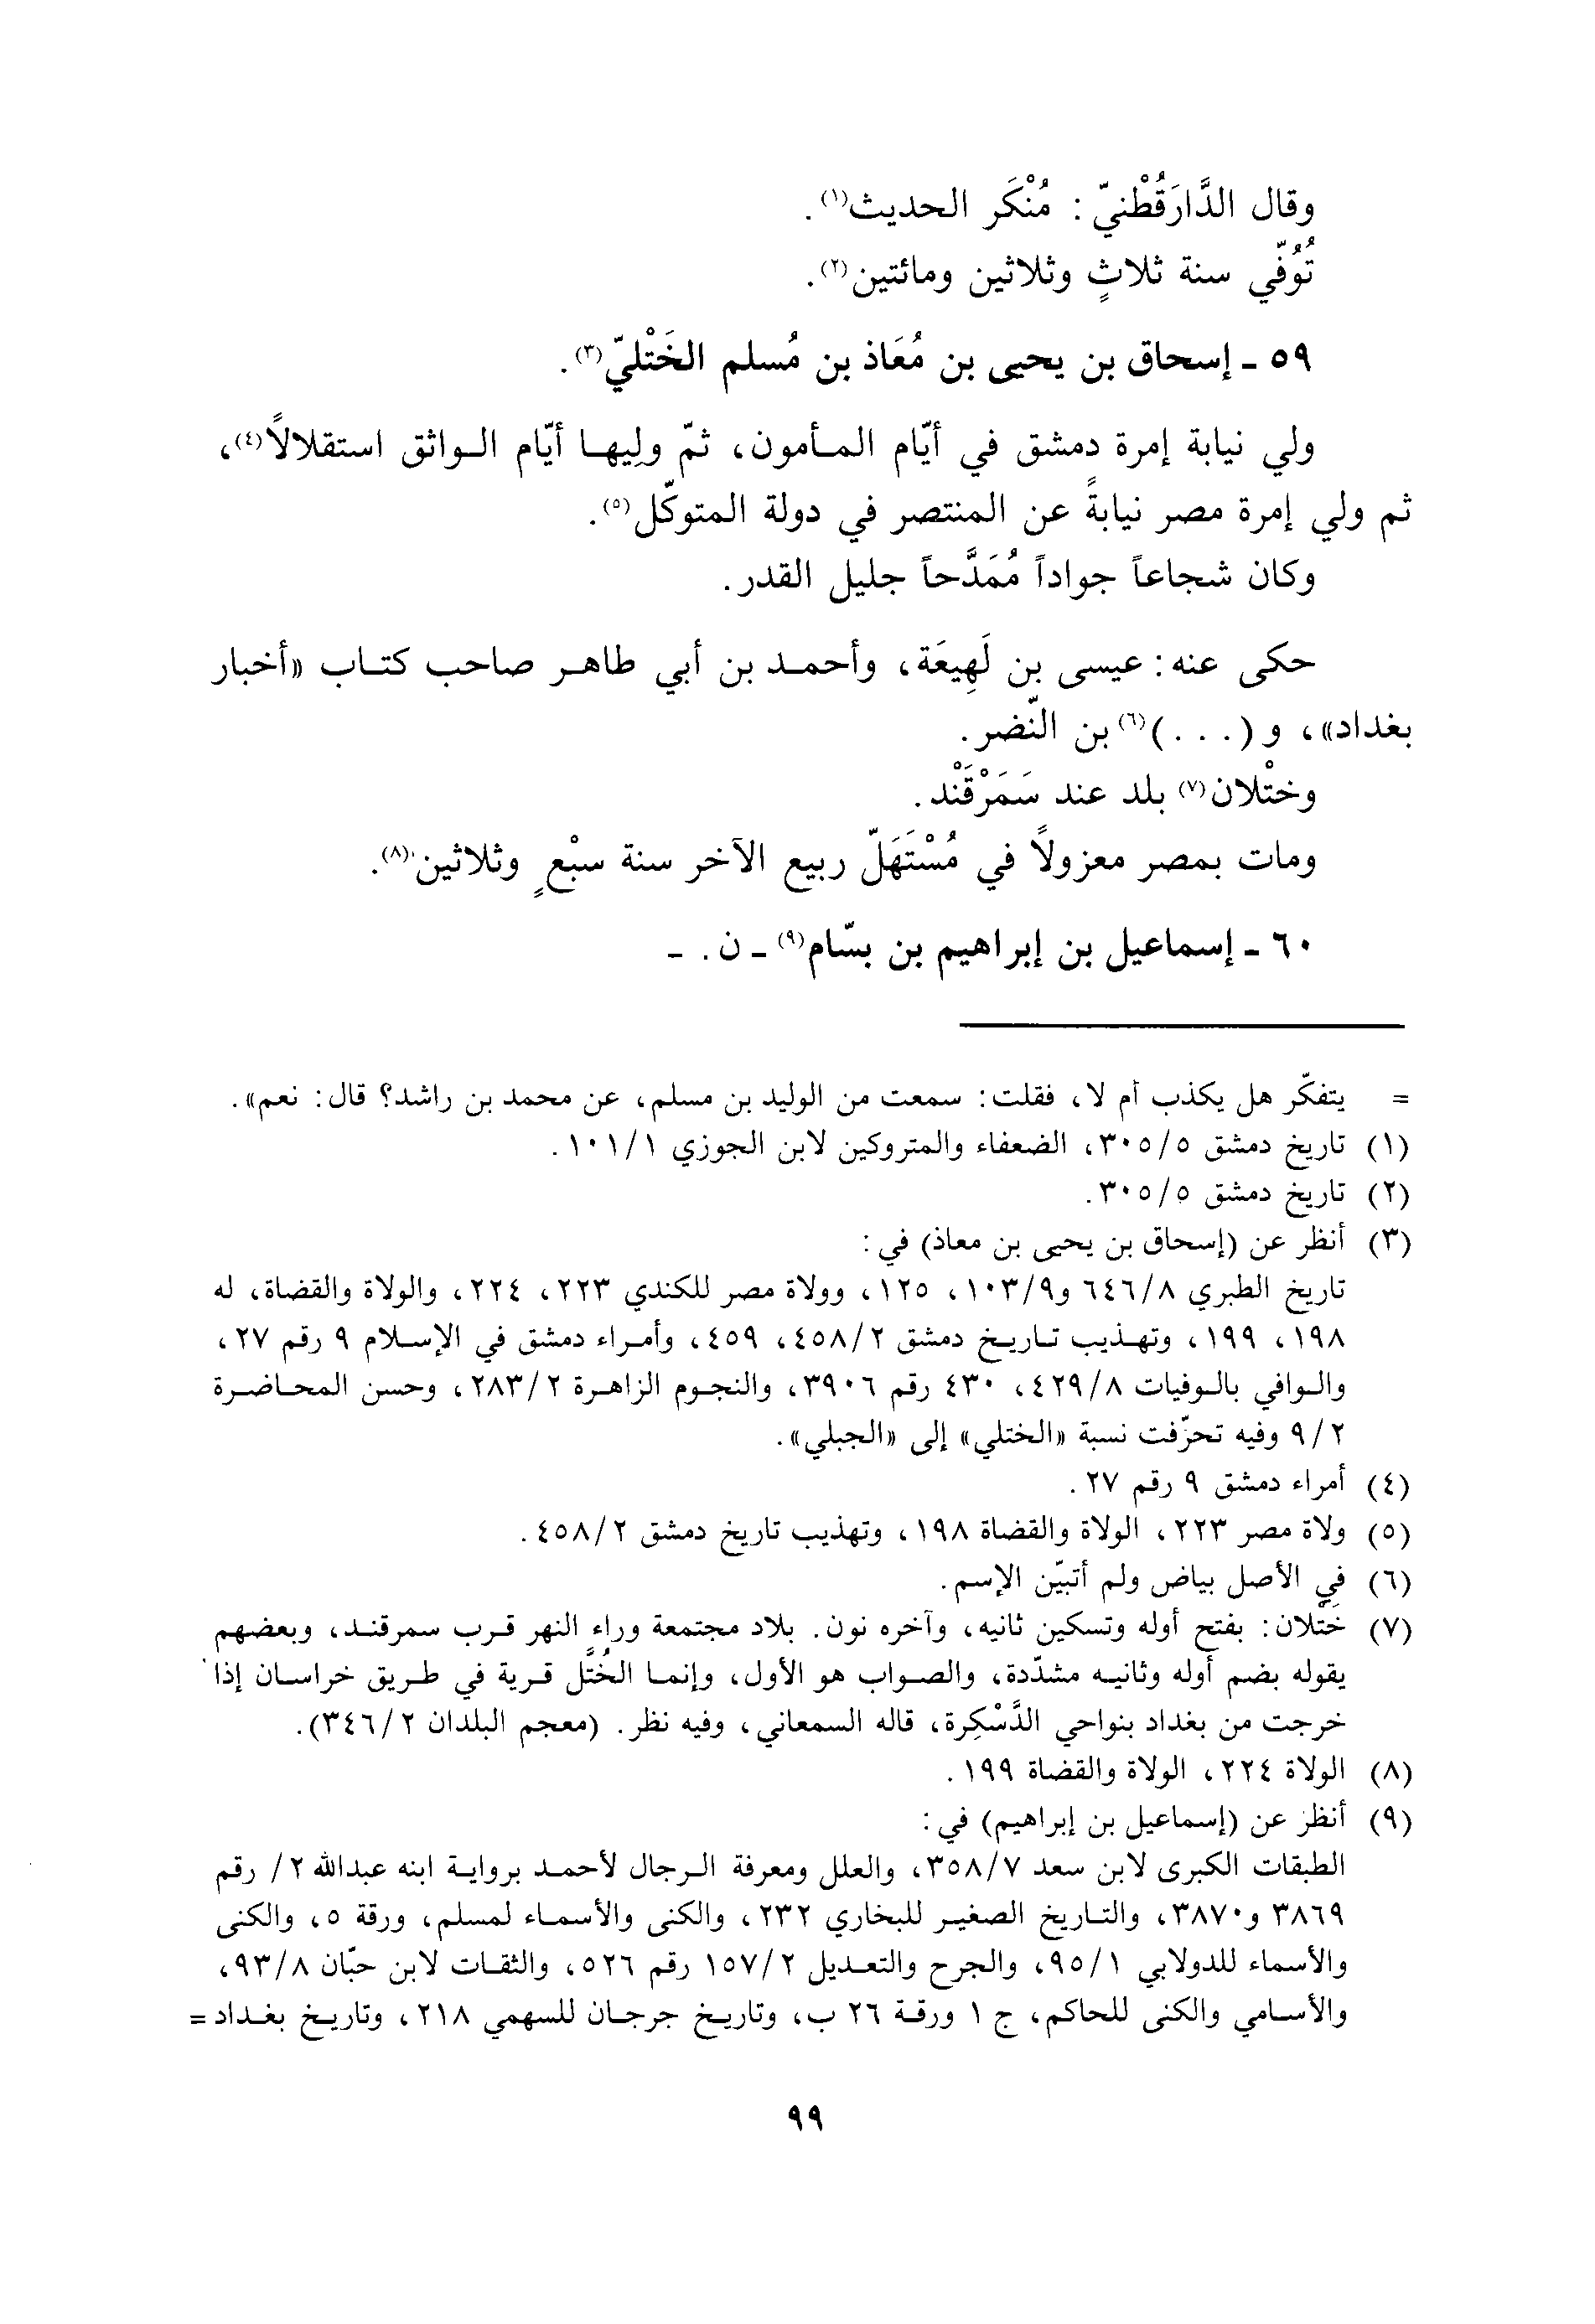 وقال الدَّارَقُطْنيّ: مُنْكَر الحديث(١).
تُوُفّي سنة ثلاثٍ وثلاثين ومائتين(٢).
٥٩ ـ إسحاق بن يحيى بن مُعَاذ بن مُسلم الخَتْليّ(٣).
ولي نيابة إمرة دمشق في أيّام المأمون، ثمّ ولِيها أيّام الواثق استقلالاً(٤)،
ثم ولي إمرة مصر نيابةً عن المنتصر في دولة المتوكّل(٥).
وكان شجاعاً جواداً مُمَدَّحاً جليل القدر.
حكى عنه: عيسى بن لَهِيعَة، وأحمد بن أبي طاهر صاحب كتاب «أخبار
بغداد»، و(...)(٦) بن النّضر.
وختْلان(٧) بلد عند سَمَرْقَنْد.
ومات بمصر معزولاً في مُسْتَهَلّ ربيع الآخر سنة سبْعٍ وثلاثين(٨).
٦٠ ـ إسماعيل بن إبراهيم بن بسّام(٩) ـ ن. ـ
= يتفكّر هل يكذب أم لا، فقلت: سمعت من الوليد بن مسلم، عن محمد بن راشد؟ قال: نعم».
(١) تاريخ دمشق ٣٠٥/٥، الضعفاء والمتروكين لابن الجوزي ١٠١/١.
(٢) تاريخ دمشق ٣٠٥/٥.
(٣) أنظر عن (إسحاق بن يحيى بن معاذ) في:
تاريخ الطبري ٦٤٦/٨ و١٠٣/٩، ١٢٥، وولاة مصر للكندي ٢٢٣، ٢٢٤، والولاة والقضاة، له
١٩٨، ١٩٩، وتهذيب تاريخ دمشق ٤٥٨/٢، ٤٥٩، وأمراء دمشق في الإسلام ٩ رقم ٢٧،
والوافي بالوفيات ٤٢٩/٨، ٤٣٠ رقم ٣٩٠٦، والنجوم الزاهرة ٢٨٣/٢، وحسن المحاضرة
٩/٢ وفيه تحرّفت نسبة «الختلي» إلى «الجبلي».
(٤) أمراء دمشق ٩ رقم ٢٧.
(٥) ولاة مصر ٢٢٣، الولاة والقضاة ١٩٨، وتهذيب تاريخ دمشق ٤٥٨/٢.
(٦) في الأصل بياض ولم أتبيّن الإسم.
(٧) خَتْلان: بفتح أوله وتسكين ثانيه، وآخره نون. بلاد مجتمعة وراء النهر قرب سمرقند، وبعضهم
يقوله بضم أوله وثانيه مشدّدة، والصواب هو الأول، وإنما الخُتَّل قرية في طريق خراسان إذا
خرجت من بغداد بنواحي الدَّسْكِرة، قاله السمعاني، وفيه نظر. (معجم البلدان ٣٤٦/٢).
(٨) الولاة ٢٢٤، الولاة والقضاة ١٩٩.
(٩) أنظر عن (إسماعيل بن إبراهيم) في:
الطبقات الكبرى لابن سعد ٣٥٨/٧، والعلل ومعرفة الرجال لأحمد برواية ابنه عبدالله ٢/ رقم
٣٨٦٩ و٣٨٧٠، والتاريخ الصغير للبخاري ٢٣٢، والكنى والأسماء لمسلم، ورقة ٥، والكنى
والأسماء للدولابي ٩٥/١، والجرح والتعديل ١٥٧/٢ رقم ٥٢٦، والثقات لابن حبّان ٩٣/٨،
والأسامي والكنى للحاكم، ج ١ ورقة ٢٦ ب، وتاريخ جرجان للسهمي ٢١٨، وتاريخ بغداد =
٩٩